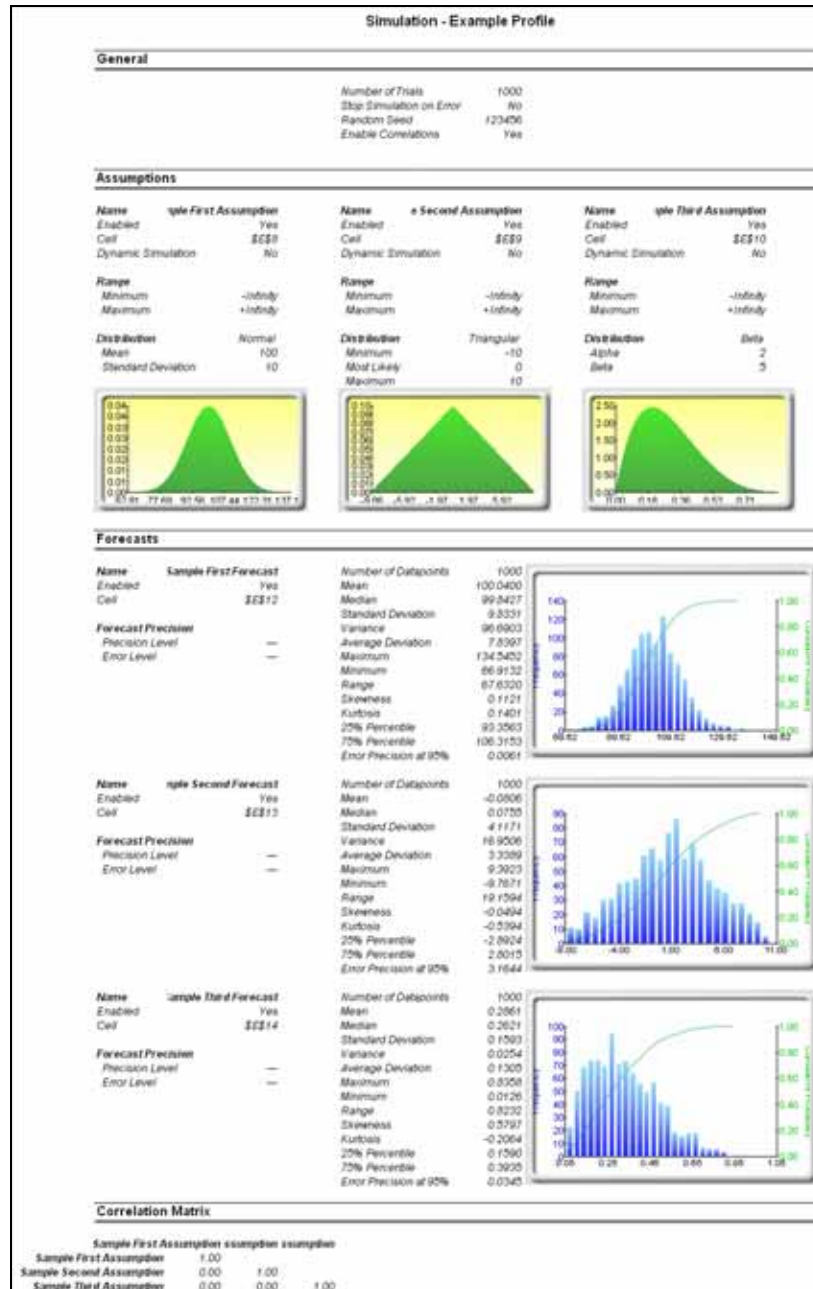 Simulation - Example Profile
General
Number of Trials 1000
Stop Simulation on Error No
Random Seed 123456
Enable Correlations Yes
Assumptions
Name ple First Assumption Name e Second Assumption Name ple Third Assumption
Enabled Yes Enabled Yes Enabled Yes
Cell $E$8 Cell $E$9 Cell $E$10
Dynamic Simulation No Dynamic Simulation No Dynamic Simulation No
Range Range Range
Minimum -Infinity Minimum -Infinity Minimum -Infinity
Maximum +Infinity Maximum +Infinity Maximum +Infinity
Distribution Normal Distribution Triangular Distribution Beta
Mean 100 Minimum -10 Alpha 2
Standard Deviation 10 Most Likely 0 Beta 5
Maximum 10
Forecasts
Name Sample First Forecast Number of Datapoints 1000
Enabled Yes Mean 100.0400
Cell $E$12 Median 99.8427
Standard Deviation 9.8331
Forecast Precision Variance 96.6903
Precision Level — Average Deviation 7.8397
Error Level — Maximum 134.5452
Minimum 66.9132
Range 67.6320
Skewness 0.1121
Kurtosis 0.1401
25% Percentile 93.3563
75% Percentile 106.3153
Error Precision at 95% 0.0061
Name mple Second Forecast Number of Datapoints 1000
Enabled Yes Mean -0.0806
Cell $E$13 Median 0.0755
Standard Deviation 4.1171
Forecast Precision Variance 16.9506
Precision Level — Average Deviation 3.3389
Error Level — Maximum 9.3923
Minimum -9.7671
Range 19.1594
Skewness -0.0494
Kurtosis -0.5394
25% Percentile -2.8924
75% Percentile 2.8015
Error Precision at 95% 3.1644
Name ample Third Forecast Number of Datapoints 1000
Enabled Yes Mean 0.2861
Cell $E$14 Median 0.2621
Standard Deviation 0.1593
Forecast Precision Variance 0.0254
Precision Level — Average Deviation 0.1305
Error Level — Maximum 0.8358
Minimum 0.0126
Range 0.8232
Skewness 0.5797
Kurtosis -0.2064
25% Percentile 0.1590
75% Percentile 0.3935
Error Precision at 95% 0.0345
Correlation Matrix
Sample First Assumption ssumption ssumption
Sample First Assumption 1.00
Sample Second Assumption 0.00 1.00
Sample Third Assumption 0.00 0.00 1.00